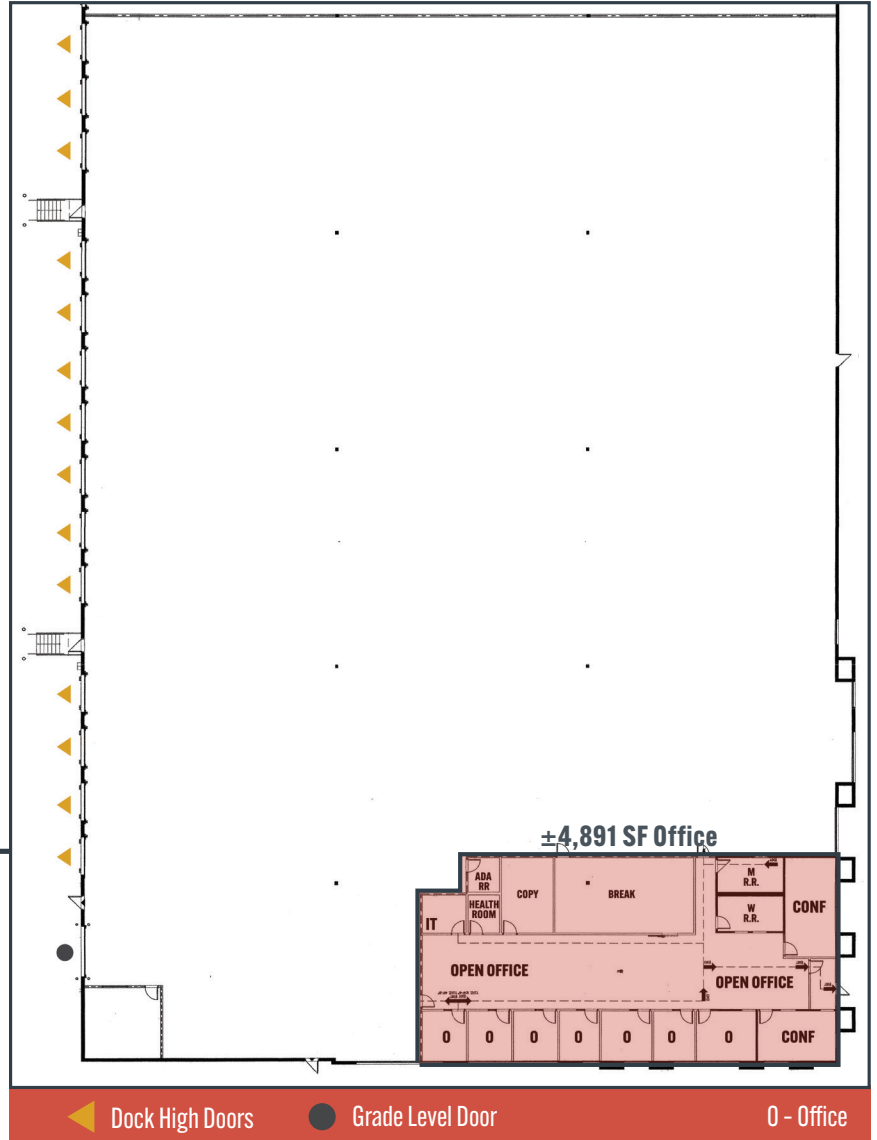 ±4,891 SF Office
ADA
RR
HEALTH
ROOM
COPY
BREAK
M
R.R.
W
R.R.
CONF
IT
OPEN OFFICE
OPEN OFFICE
O O O O O O O CONF
Dock High Doors Grade Level Door O - Office